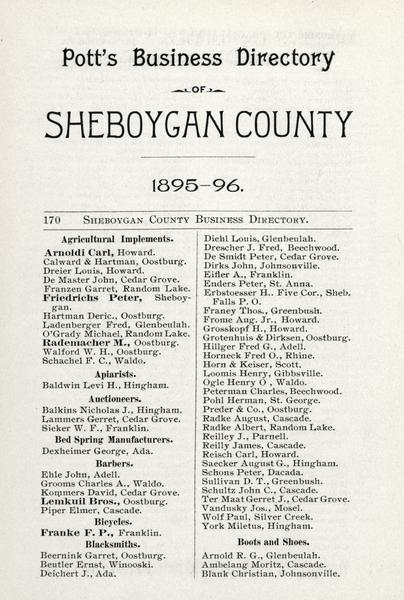 Pott's Business Directory
OF
SHEBOYGAN COUNTY
1895-96.
170 SHEBOYGAN COUNTY BUSINESS DIRECTORY.
Agricultural Implements.
Arnoldi Carl, Howard.
Calward & Hartman, Oostburg.
Dreier Louis, Howard.
De Master John, Cedar Grove.
Franzen Garret, Random Lake.
Friedrichs Peter, Sheboy-
gan.
Hartman Deric., Oostburg.
Ladenberger Fred, Glenbeulah.
O'Grady Michael, Random Lake.
Rademacher M., Oostburg.
Walford W. H., Oostburg.
Schachel F. C., Waldo.
Apiarists.
Baldwin Levi H., Hingham.
Auctioneers.
Balkins Nicholas J., Hingham.
Lammers Gerret, Cedar Grove.
Sieker W. F., Franklin.
Bed Spring Manufacturers.
Dexheimer George, Ada.
Barbers.
Ehle John, Adell.
Grooms Charles A., Waldo.
Kommers David, Cedar Grove.
Lemkuil Bros., Oostburg.
Piper Elmer, Cascade.
Bicycles.
Franke F. P., Franklin.
Blacksmiths.
Beernink Garret, Oostburg.
Beutler Ernst, Winooski.
Deichert J., Ada.
Diehl Louis, Glenbeulah.
Drescher J. Fred, Beechwood.
De Smidt Peter, Cedar Grove.
Dirks John, Johnsonville.
Eifler A., Franklin.
Enders Peter, St. Anna.
Erbstoesser H.. Five Cor., Sheb.
Falls P. O.
Franey Thos., Greenbush.
Frome Aug. Jr., Howard.
Grosskopf H., Howard.
Grotenhuis & Dirksen, Oostburg.
Hillger Fred G., Adell.
Horneck Fred O., Rhine.
Horn & Keiser, Scott.
Loomis Henry, Gibbsville.
Ogle Henry O , Waldo.
Peterman Charles, Beechwood.
Pohl Herman, St. George.
Preder & Co., Oostburg.
Radke August, Cascade.
Radke Albert, Random Lake.
Reilley J., Parnell.
Reilly James, Cascade.
Reisch Carl, Howard.
Saecker August G., Hingham.
Schons Peter, Dacada.
Sullivan D. T., Greenbush.
Schultz John C., Cascade.
Ter Maat Gerret J., Cedar Grove.
Vandusky Jos., Mosel.
Wolf Paul, Silver Creek.
York Miletus, Hingham.
Boots and Shoes.
Arnold R. G., Glenbeulah.
Ambelang Moritz, Cascade.
Blank Christian, Johnsonville.